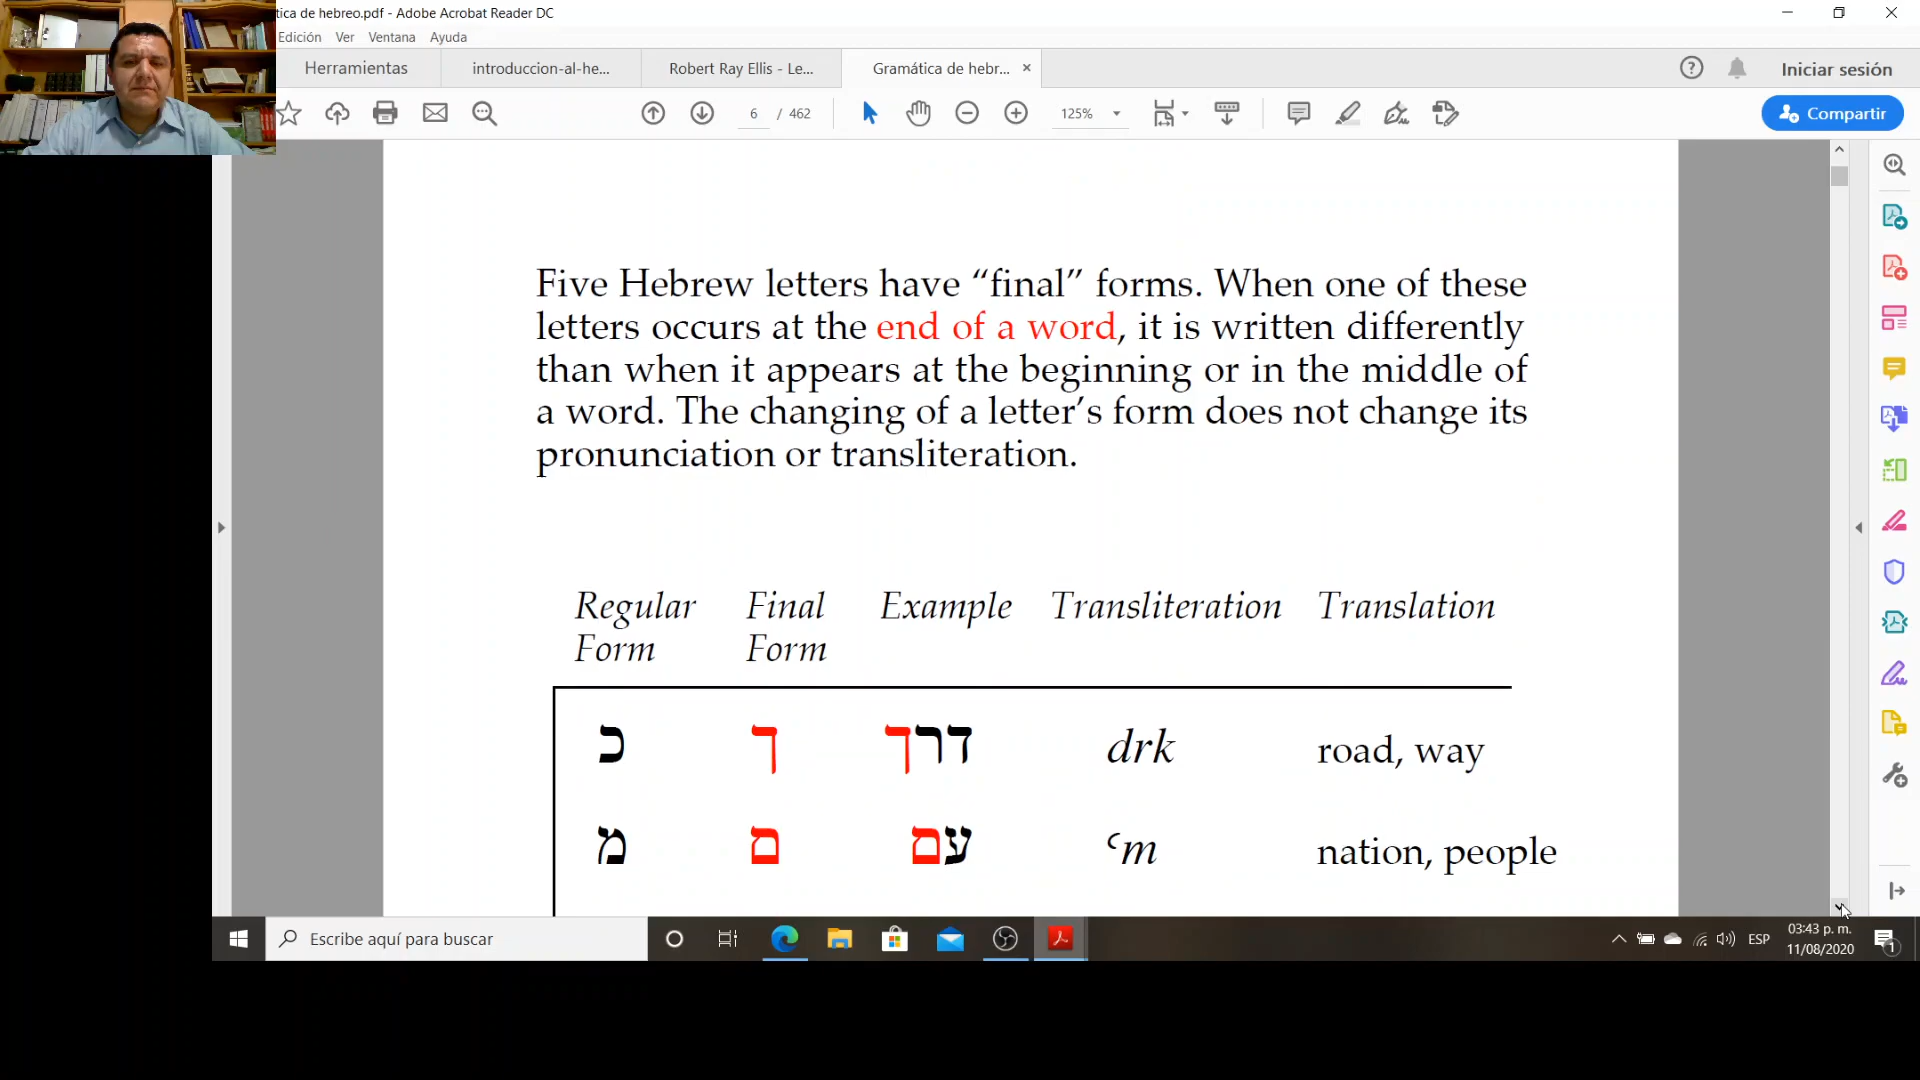 tica de hebreo.pdf - Adobe Acrobat Reader DC
Edición Ver Ventana Ayuda
Herramientas introduccion-al-he... Robert Ray Ellis - Le... Gramática de hebr... × Iniciar sesión
6 / 462 125% Compartir
Five Hebrew letters have “final” forms. When one of these
letters occurs at the end of a word, it is written differently
than when it appears at the beginning or in the middle of
a word. The changing of a letter’s form does not change its
pronunciation or transliteration.
Regular Final Example Transliteration Translation
Form Form
כ ך דרך drk road, way
מ ם עם ʿm nation, people
Escribe aquí para buscar
ESP
03:43 p. m.
11/08/2020
1